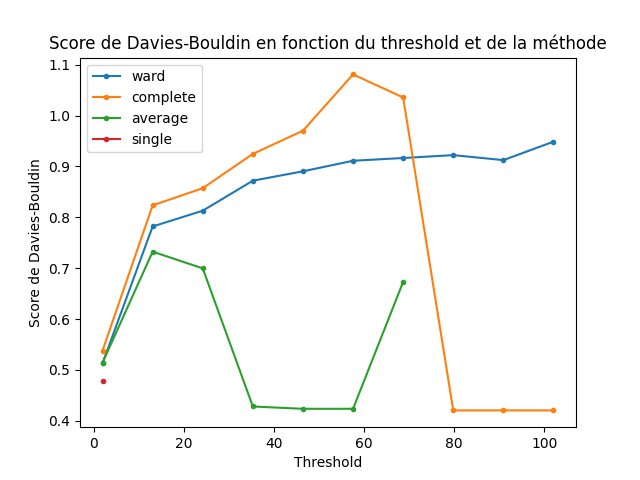 Score de Davies-Bouldin en fonction du threshold et de la méthode
ward
complete
average
single
Score de Davies-Bouldin
1.1
1.0
0.9
0.8
0.7
0.6
0.5
0.4
0 20 40 60 80 100
Threshold